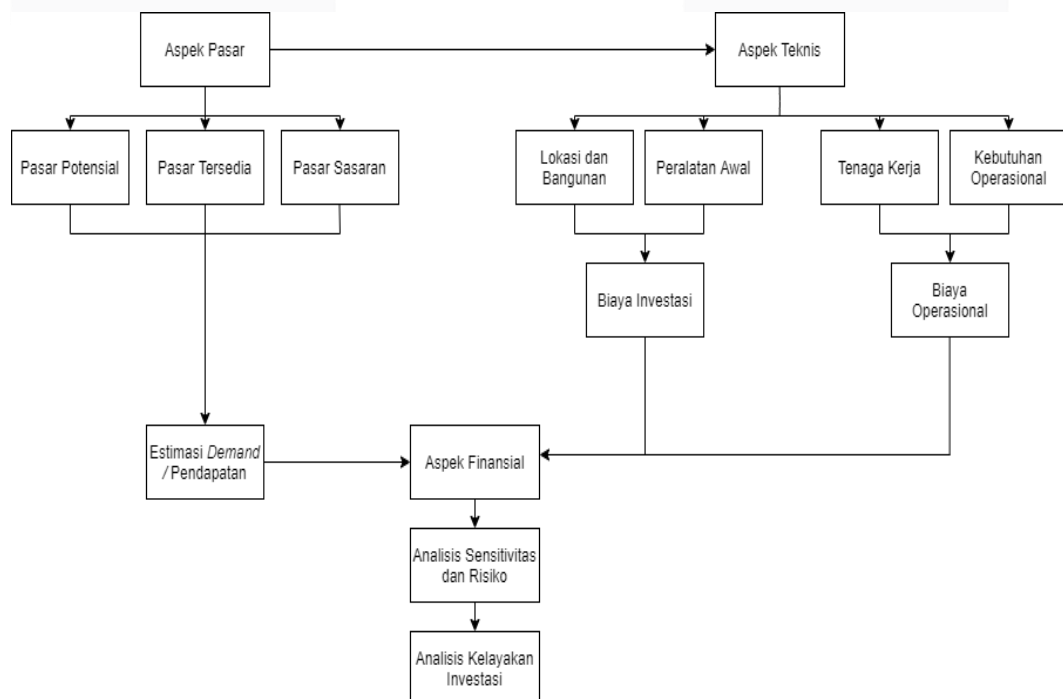 Aspek Pasar
Aspek Teknis
Pasar Potensial
Pasar Tersedia
Pasar Sasaran
Lokasi dan
Bangunan
Peralatan Awal
Tenaga Kerja
Kebutuhan
Operasional
Biaya Investasi
Biaya
Operasional
Estimasi Demand
/ Pendapatan
Aspek Finansial
Analisis Sensitivitas
dan Risiko
Analisis Kelayakan
Investasi